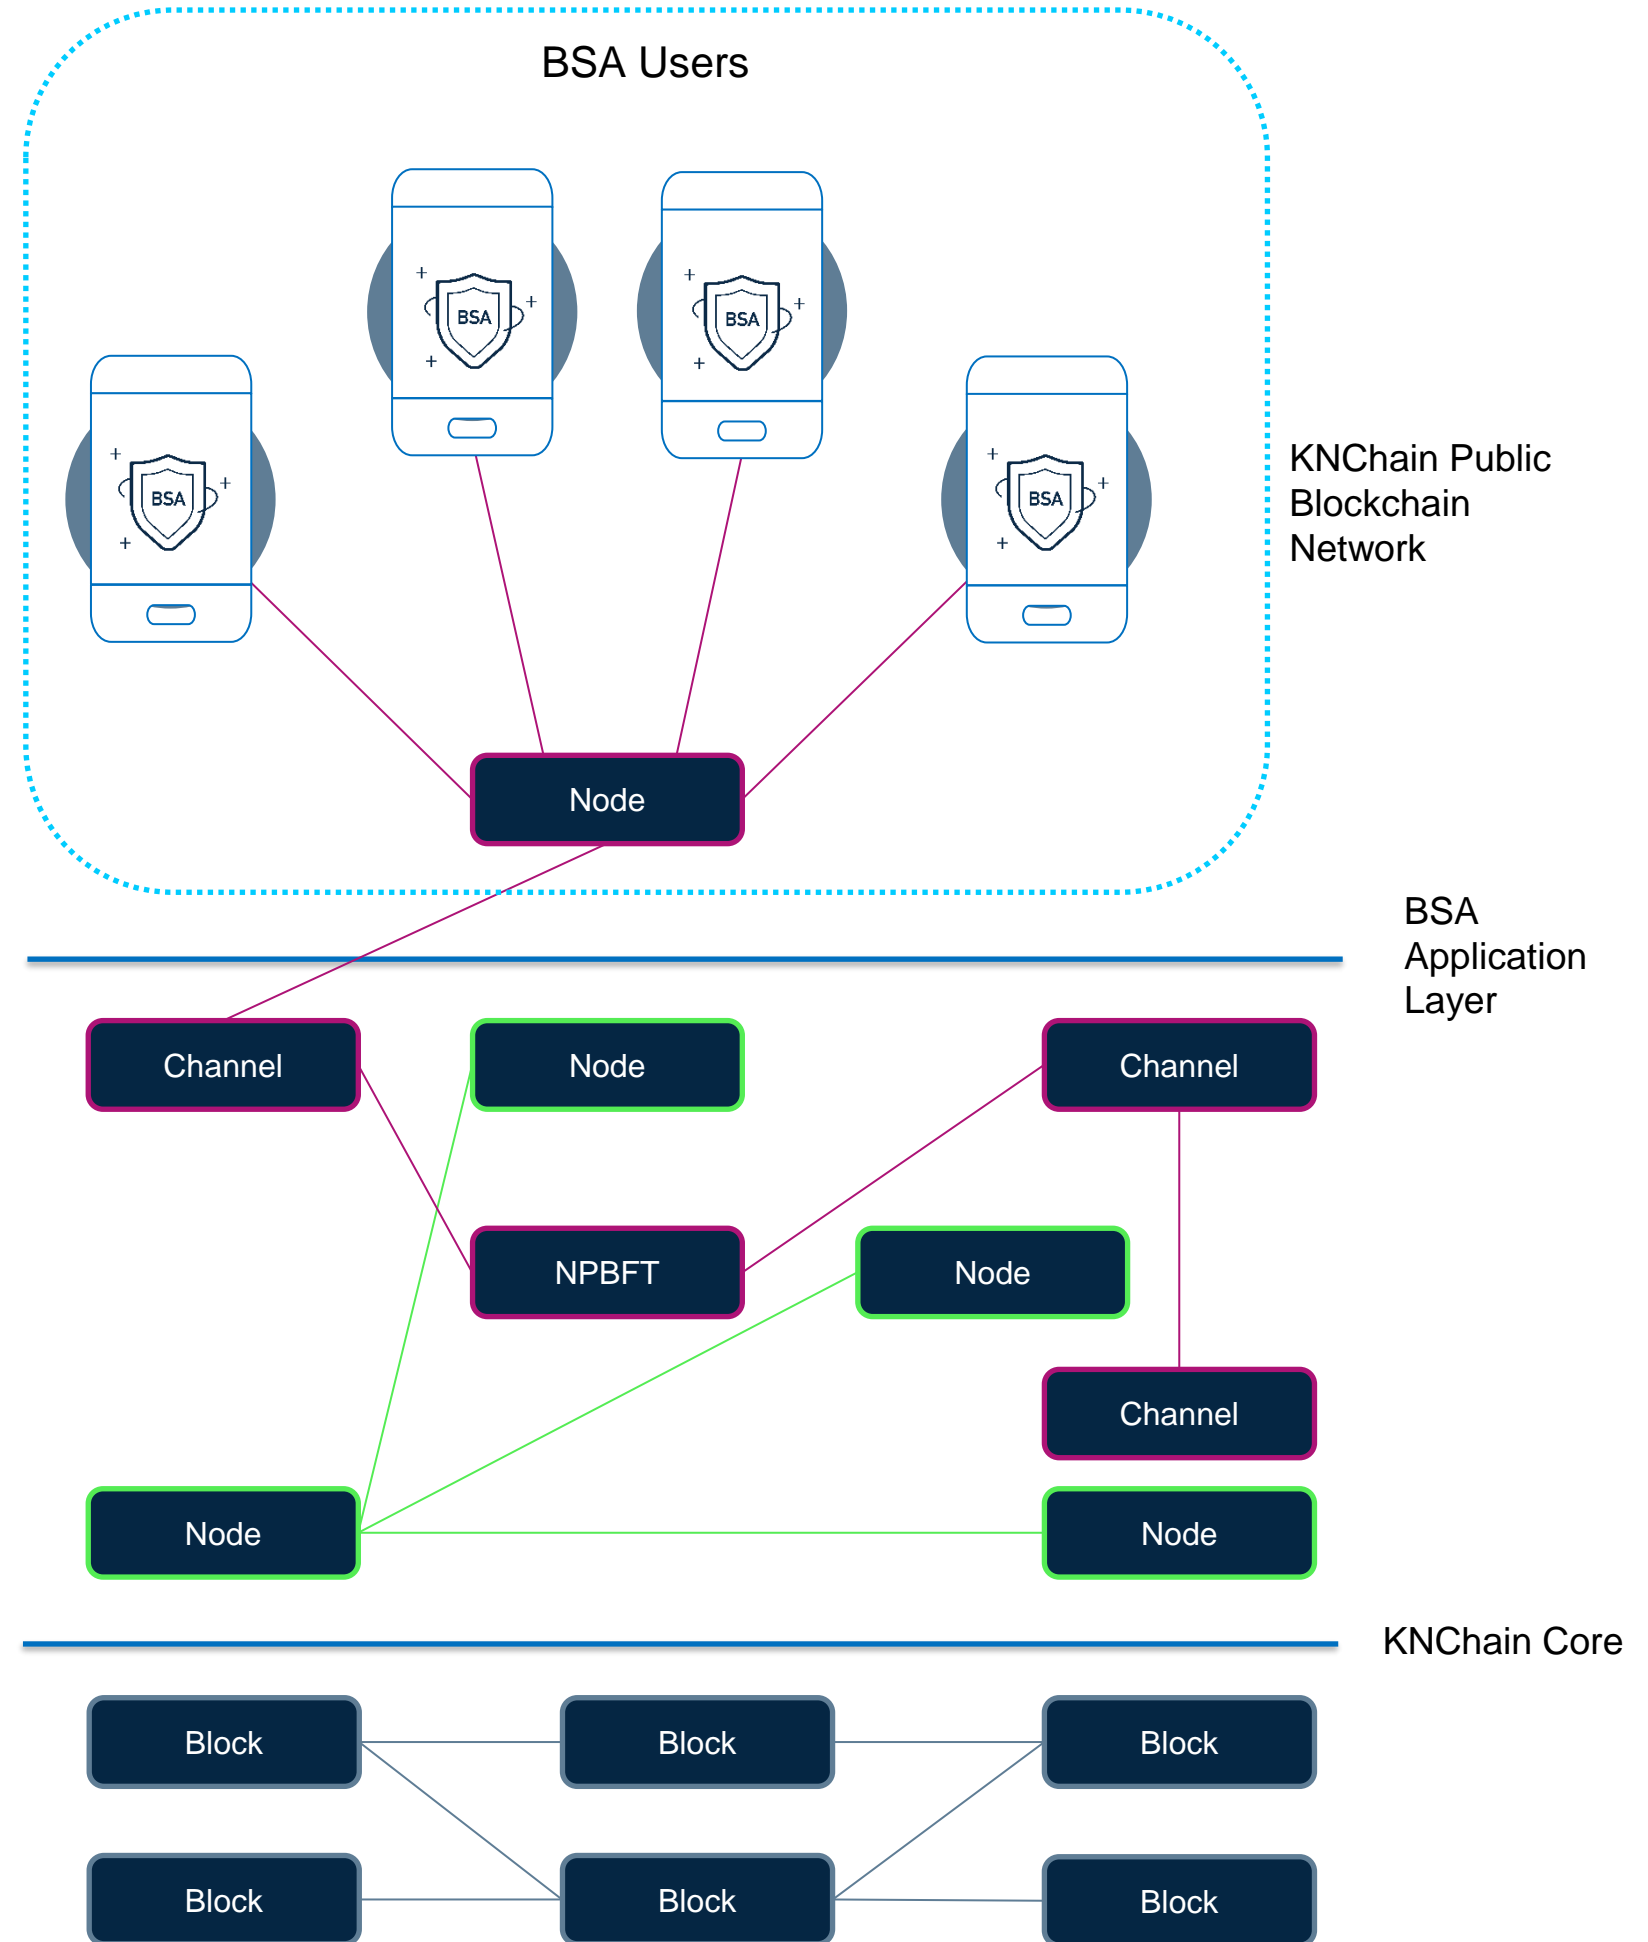 BSA Users
BSA
BSA
BSA
BSA
KNChain Public
Blockchain
Network
Node
BSA
Application
Layer
Channel
Node
Channel
NPBFT
Node
Channel
Node
Node
KNChain Core
Block
Block
Block
Block
Block
Block